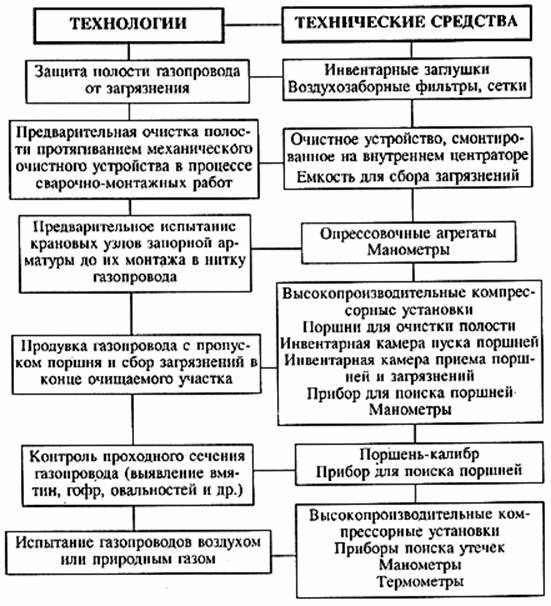 ТЕХНОЛОГИИ
ТЕХНИЧЕСКИЕ СРЕДСТВА
Защита полости газопровода
от загрязнения
Инвентарные заглушки
Воздухозаборные фильтры, сетки
Предварительная очистка полос-
ти протягиванием механического
очистного устройства в процессе
сварочно-монтажных работ
Очистное устройство, смонтиро-
ванное на внутреннем центраторе
Емкость для сбора загрязнений
Предварительное испытание
крановых узлов запорной ар-
матуры до их монтажа в нитку
газопровода
Опрессовочные агрегаты
Манометры
Продувка газопровода с пропус-
ком поршня и сбор загрязнений в
конце очищаемого участка
Высокопроизводительные компрес-
сорные установки
Поршни для очистки полости
Инвентарная камера пуска поршней
Инвентарная камера приема порш-
ней и загрязнений
Прибор для поиска поршней
Манометры
Контроль проходного сечения
газопровода (выявление вмя-
тин, гофр, овальностей и др.)
Поршень-калибр
Прибор для поиска поршней
Испытание газопроводов воздухом
или природным газом
Высокопроизводительные ком-
прессорные установки
Приборы поиска утечек
Манометры
Термометры